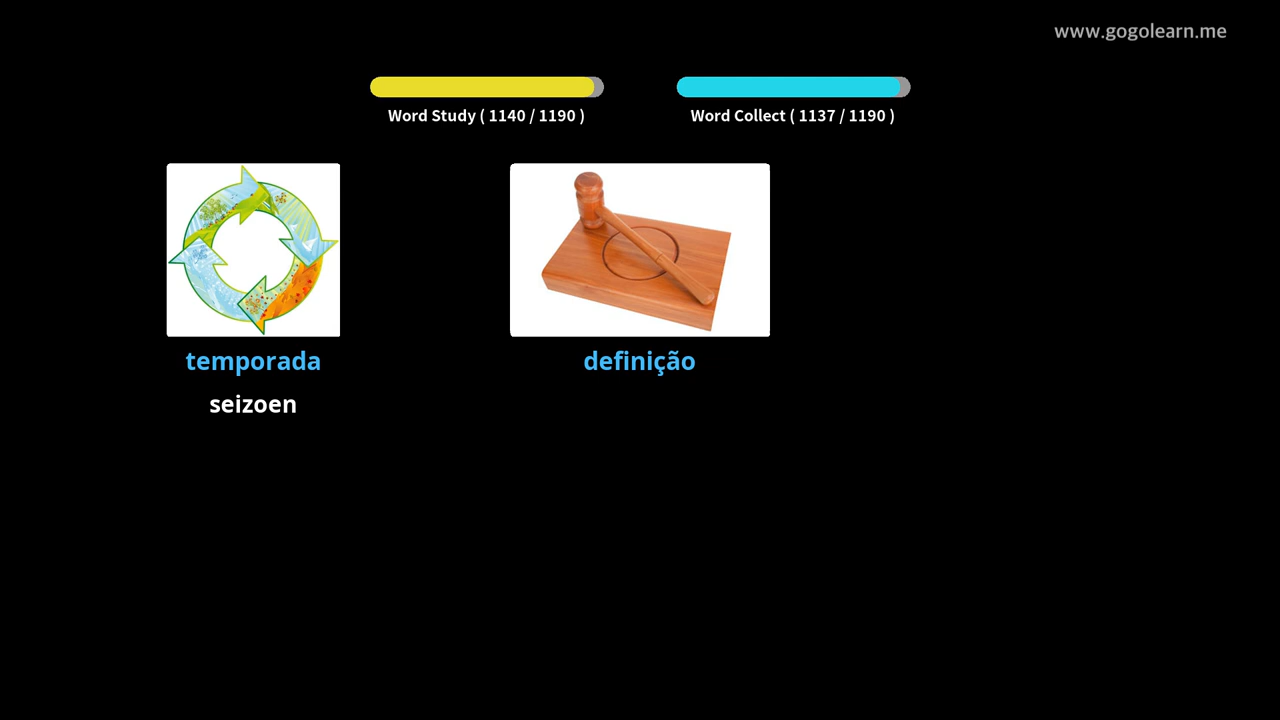 www.gogolearn.me
Word Study ( 1140 / 1190 )
Word Collect ( 1137 / 1190 )
temporada
definição
seizoen